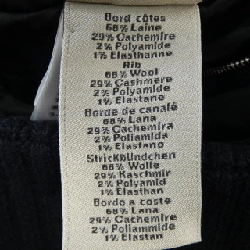 Bord côtes
68% Laine
29% Cachemire
2% Polyamide
1% Elasthanne
Rib
68% Wool
29% Cashmere
2% Polyamide
1% Elastane
Borde de canalé
68% Lana
29% Cachemira
2% Poliamida
1% Elastano
Strickbündchen
68% Wolle
29% Kaschmir
2% Polyamid
1% Elasthan
Bordo a coste
68% Lana
29% Cachemire
2% Poliammide
1% Elastan